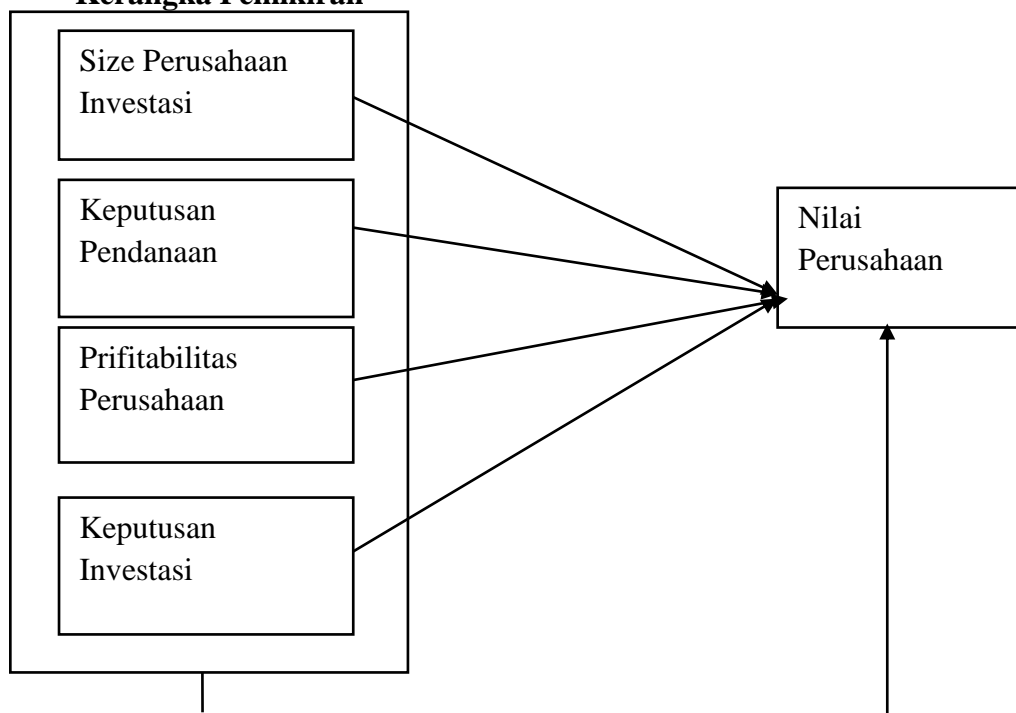 Kerangka Pemikiran
Size Perusahaan
Investasi
Keputusan
Pendanaan
Nilai
Perusahaan
Prifitabilitas
Perusahaan
Keputusan
Investasi